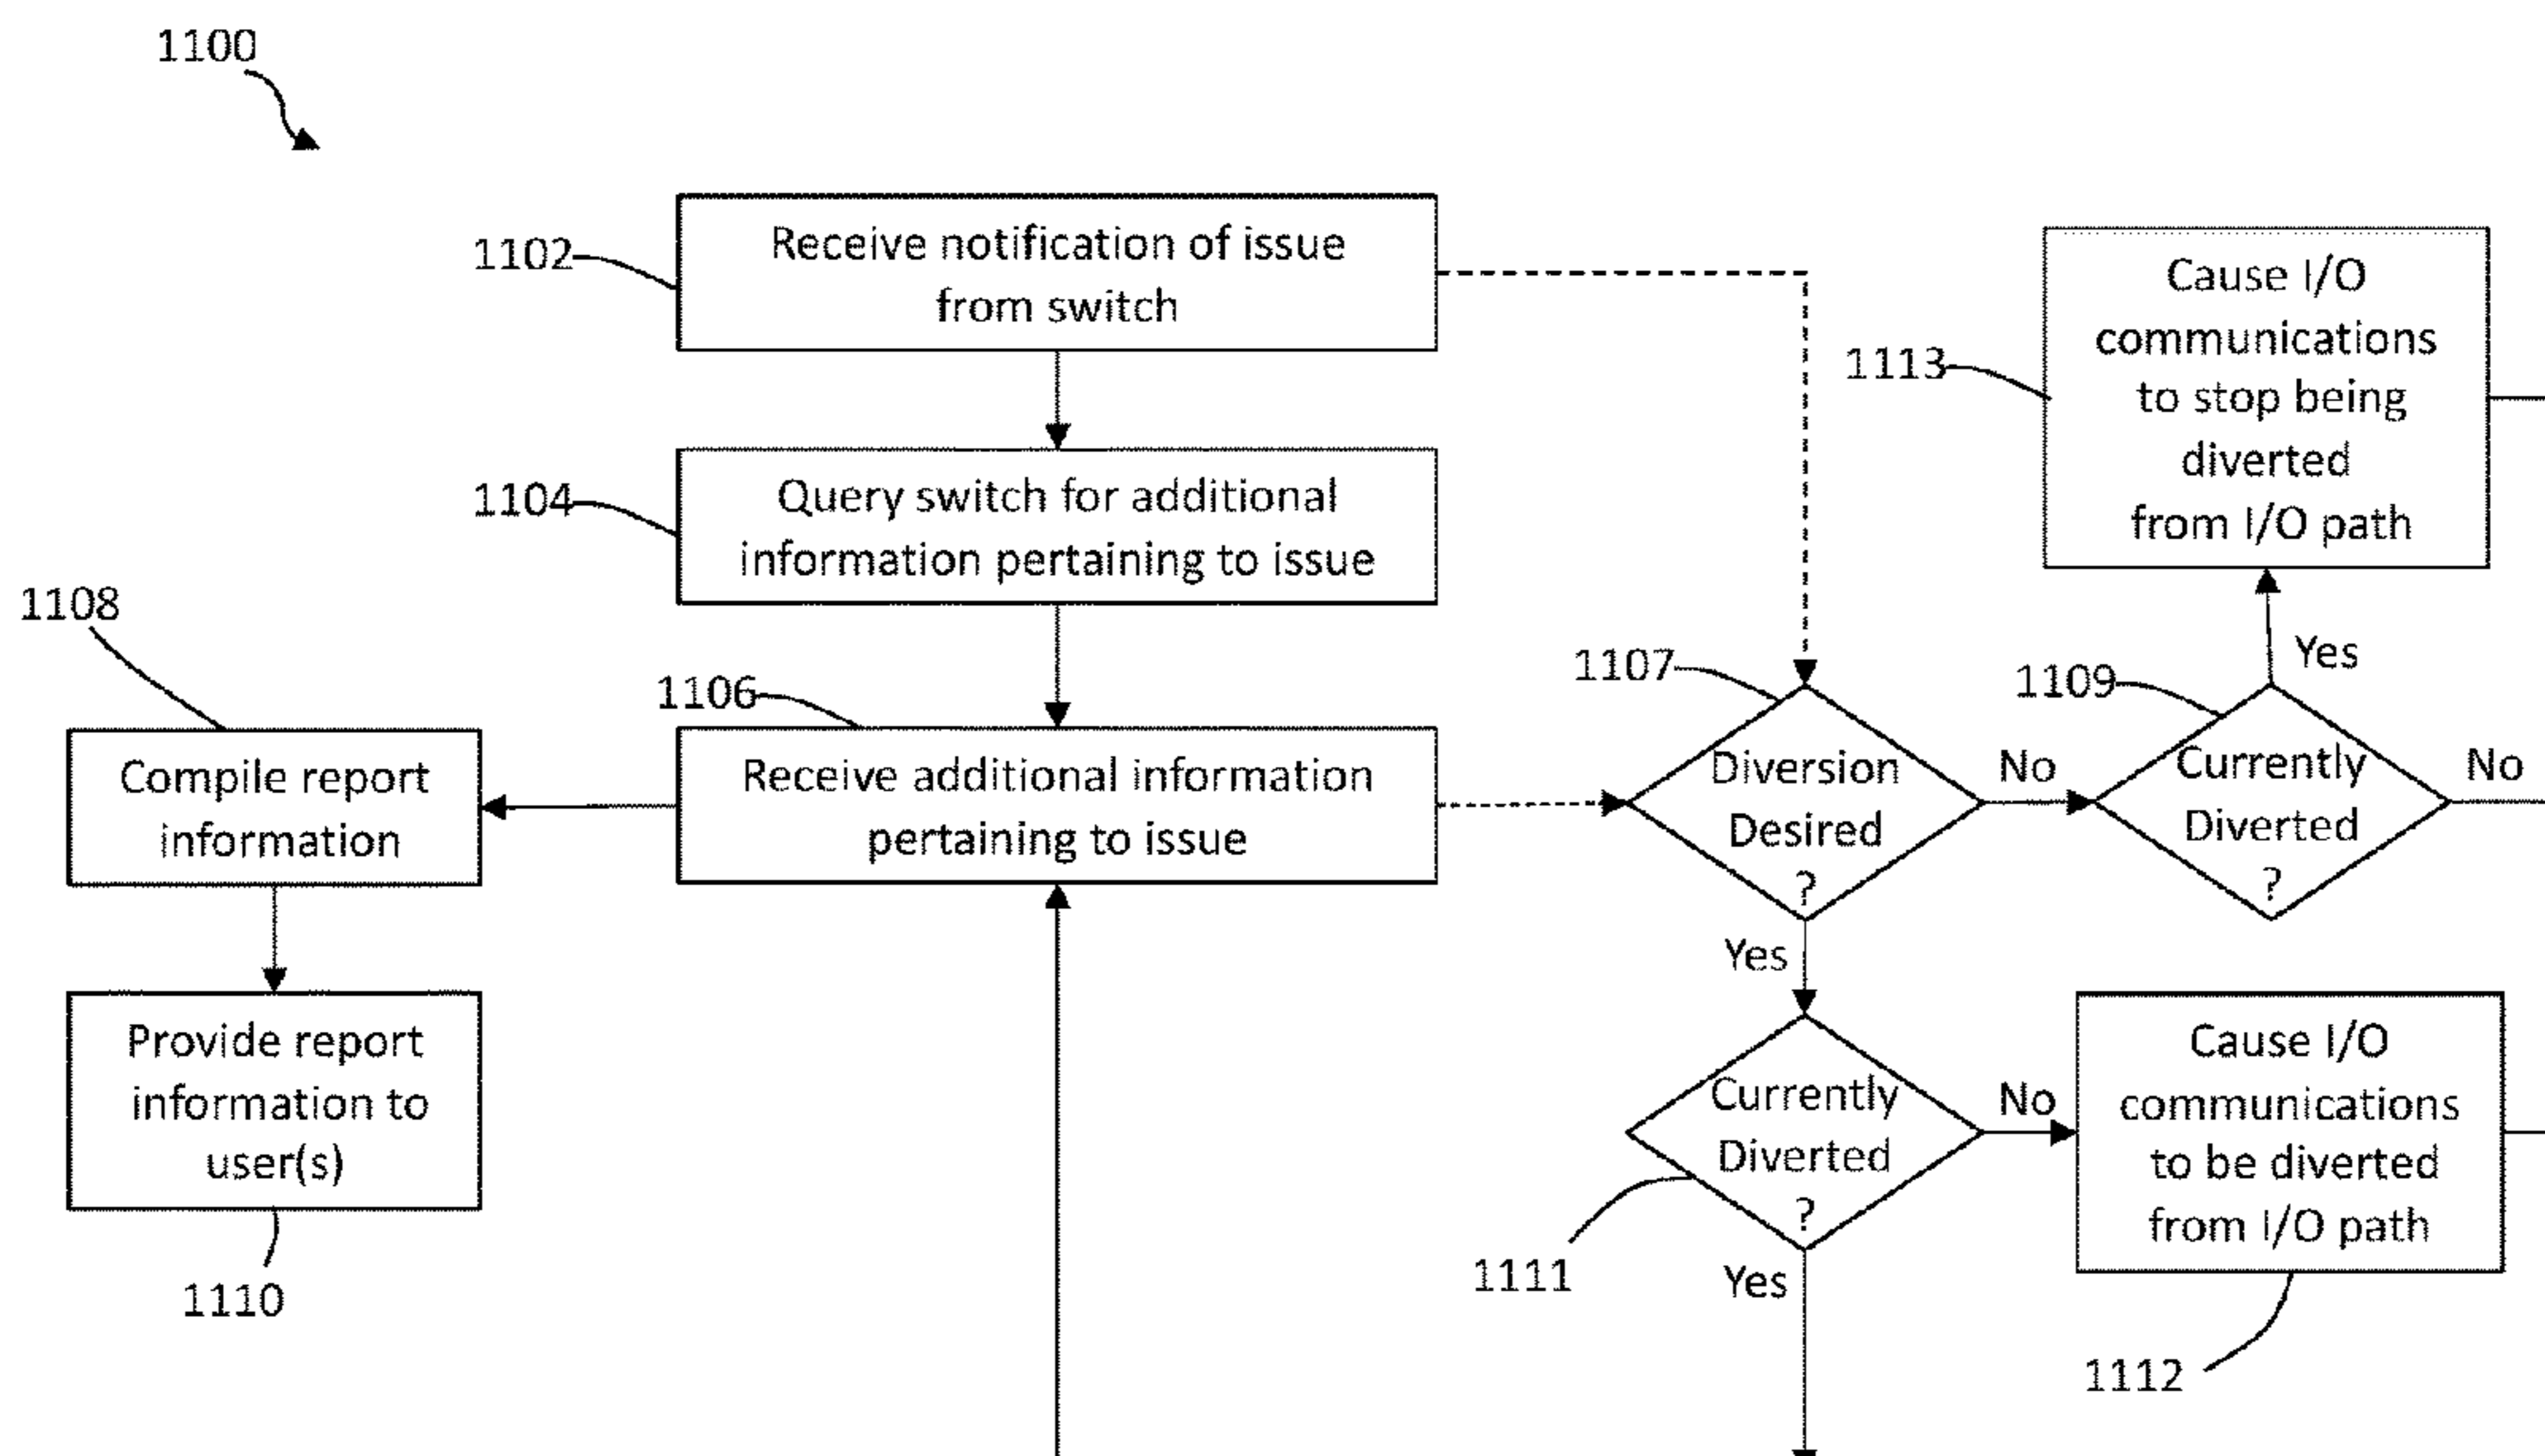 1100
1102
Receive notification of issue
from switch
1104
Query switch for additional
information pertaining to issue
1106
Receive additional information
pertaining to issue
1108
Compile report
information
Provide report
information to
user(s)
1110
1107
Diversion
Desired
?
No
Yes
1109
Currently
Diverted
?
Yes
No
1113
Cause I/O
communications
to stop being
diverted
from I/O path
1111
Currently
Diverted
?
No
Yes
Cause I/O
communications
to be diverted
from I/O path
1112